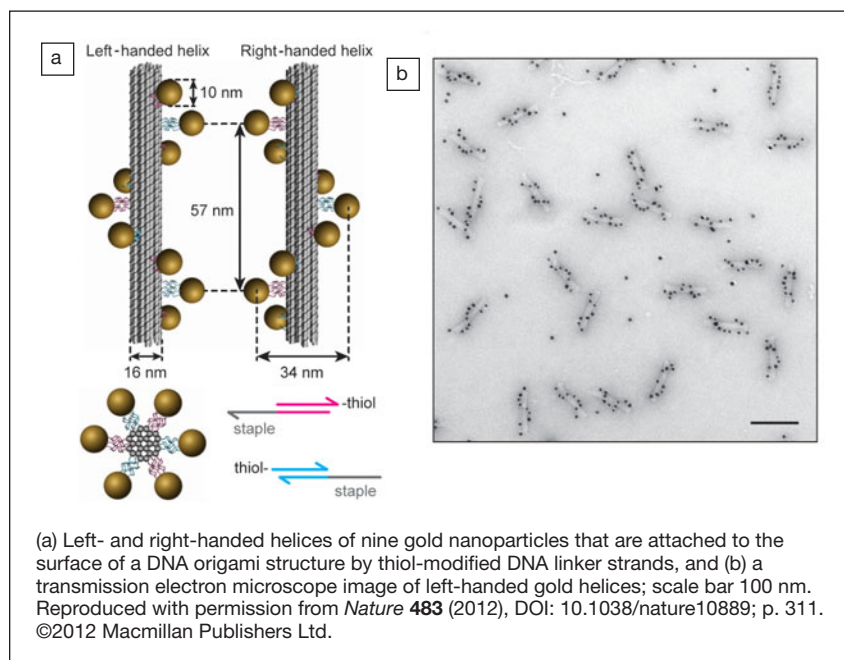 a
Left-handed helix
Right-handed helix
b
10 nm
57 nm
16 nm
34 nm
-thiol
staple
thiol-
staple
(a) Left- and right-handed helices of nine gold nanoparticles that are attached to the
surface of a DNA origami structure by thiol-modified DNA linker strands, and (b) a
transmission electron microscope image of left-handed gold helices; scale bar 100 nm.
Reproduced with permission from Nature 483 (2012), DOI: 10.1038/nature10889; p. 311.
©2012 Macmillan Publishers Ltd.